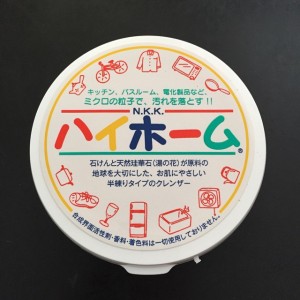 キッチン、バスルーム、電化製品など、
ミクロの粒子で、汚れを落とす!!
N.K.K.
ハイホーム®
石けんと天然珪華石(湯の花)が原料の
地球を大切にした、お肌にやさしい
半練りタイプのクレンザー
合成界面活性剤・香料・着色料は一切使用しておりません。